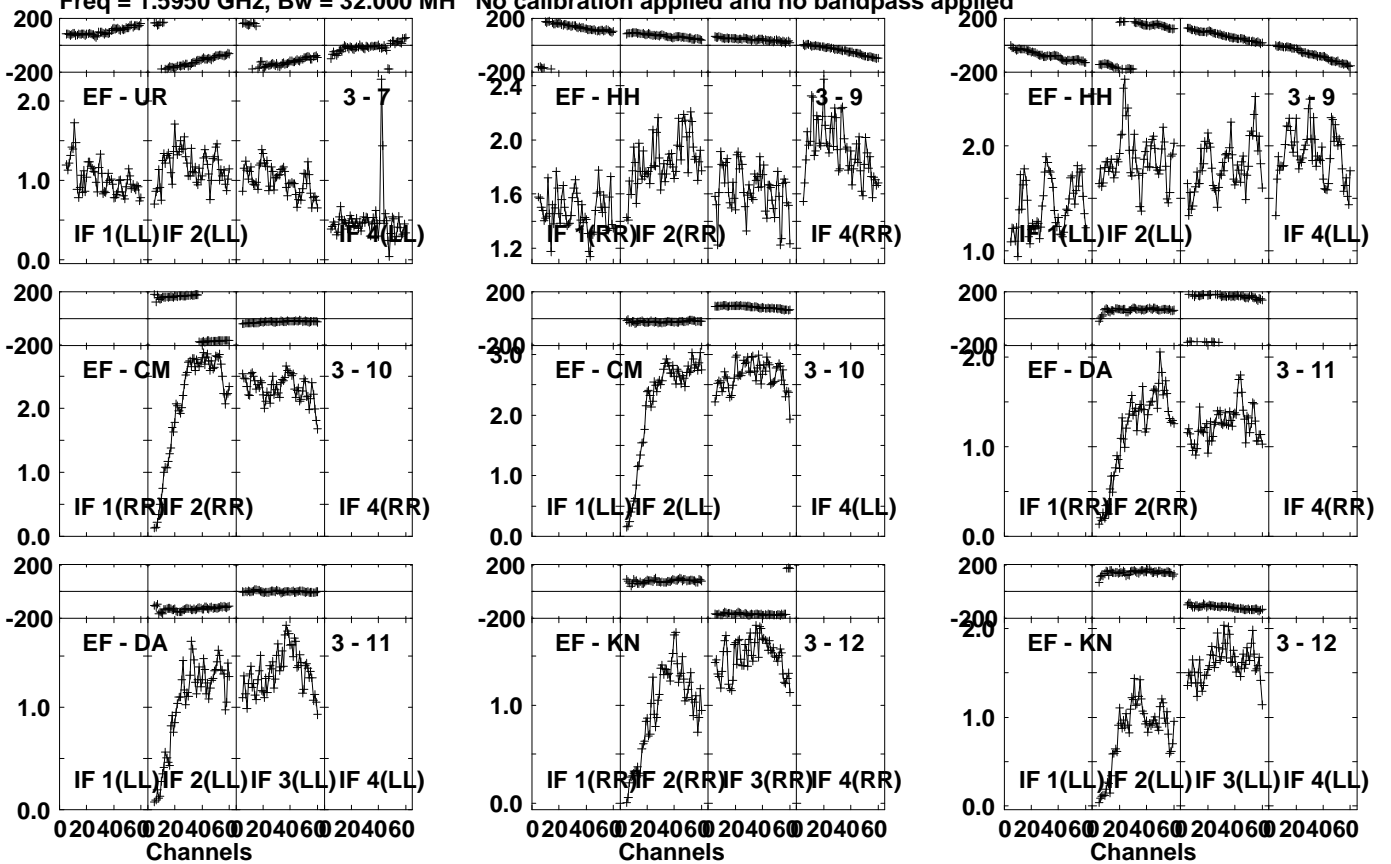 Freq = 1.5950 GHz, Bw = 32.000 MH No calibration applied and no bandpass applied
200
-200
2.0
1.0
0.0
EF - UR 3 - 7
IF 1(LL) IF 2(LL) IF 4(LL)
200
-200
2.4
2.0
1.6
1.2
EF - HH 3 - 9
IF 1(RR) IF 2(RR) IF 4(RR)
200
-200
2.0
1.0
EF - HH 3 - 9
IF 1(LL) IF 2(LL) IF 4(LL)
200
-200
2.0
1.0
0.0
EF - CM 3 - 10
IF 1(RR) IF 2(RR) IF 4(RR)
200
-200
3.0
2.0
1.0
0.0
EF - CM 3 - 10
IF 1(LL) IF 2(LL) IF 4(LL)
200
-200
2.0
1.0
0.0
EF - DA 3 - 11
IF 1(RR) IF 2(RR) IF 4(RR)
200
-200
1.0
0.0
EF - DA 3 - 11
IF 1(LL) IF 2(LL) IF 3(LL) IF 4(LL)
0 20 40 60 0 20 40 60 0 20 40 60 0 20 40 60
Channels
200
-200
1.0
0.0
EF - KN 3 - 12
IF 1(RR) IF 2(RR) IF 3(RR) IF 4(RR)
0 20 40 60 0 20 40 60 0 20 40 60 0 20 40 60
Channels
200
-200
2.0
1.0
0.0
EF - KN 3 - 12
IF 1(LL) IF 2(LL) IF 3(LL) IF 4(LL)
0 20 40 60 0 20 40 60 0 20 40 60 0 20 40 60
Channels